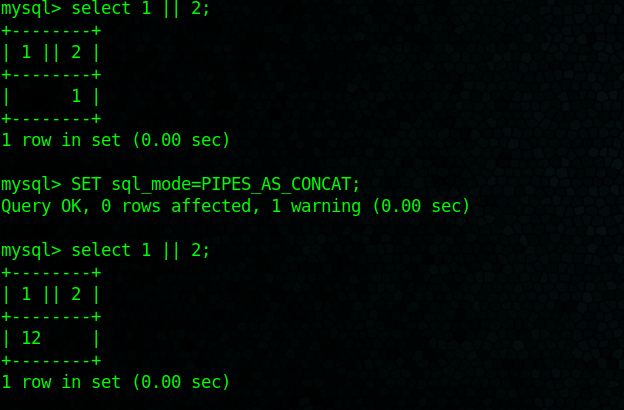 mysql> select 1 || 2;
+--------+
| 1 || 2 |
+--------+
|      1 |
+--------+
1 row in set (0.00 sec)
mysql> SET sql_mode=PIPES_AS_CONCAT;
Query OK, 0 rows affected, 1 warning (0.00 sec)
mysql> select 1 || 2;
+--------+
| 1 || 2 |
+--------+
| 12     |
+--------+
1 row in set (0.00 sec)